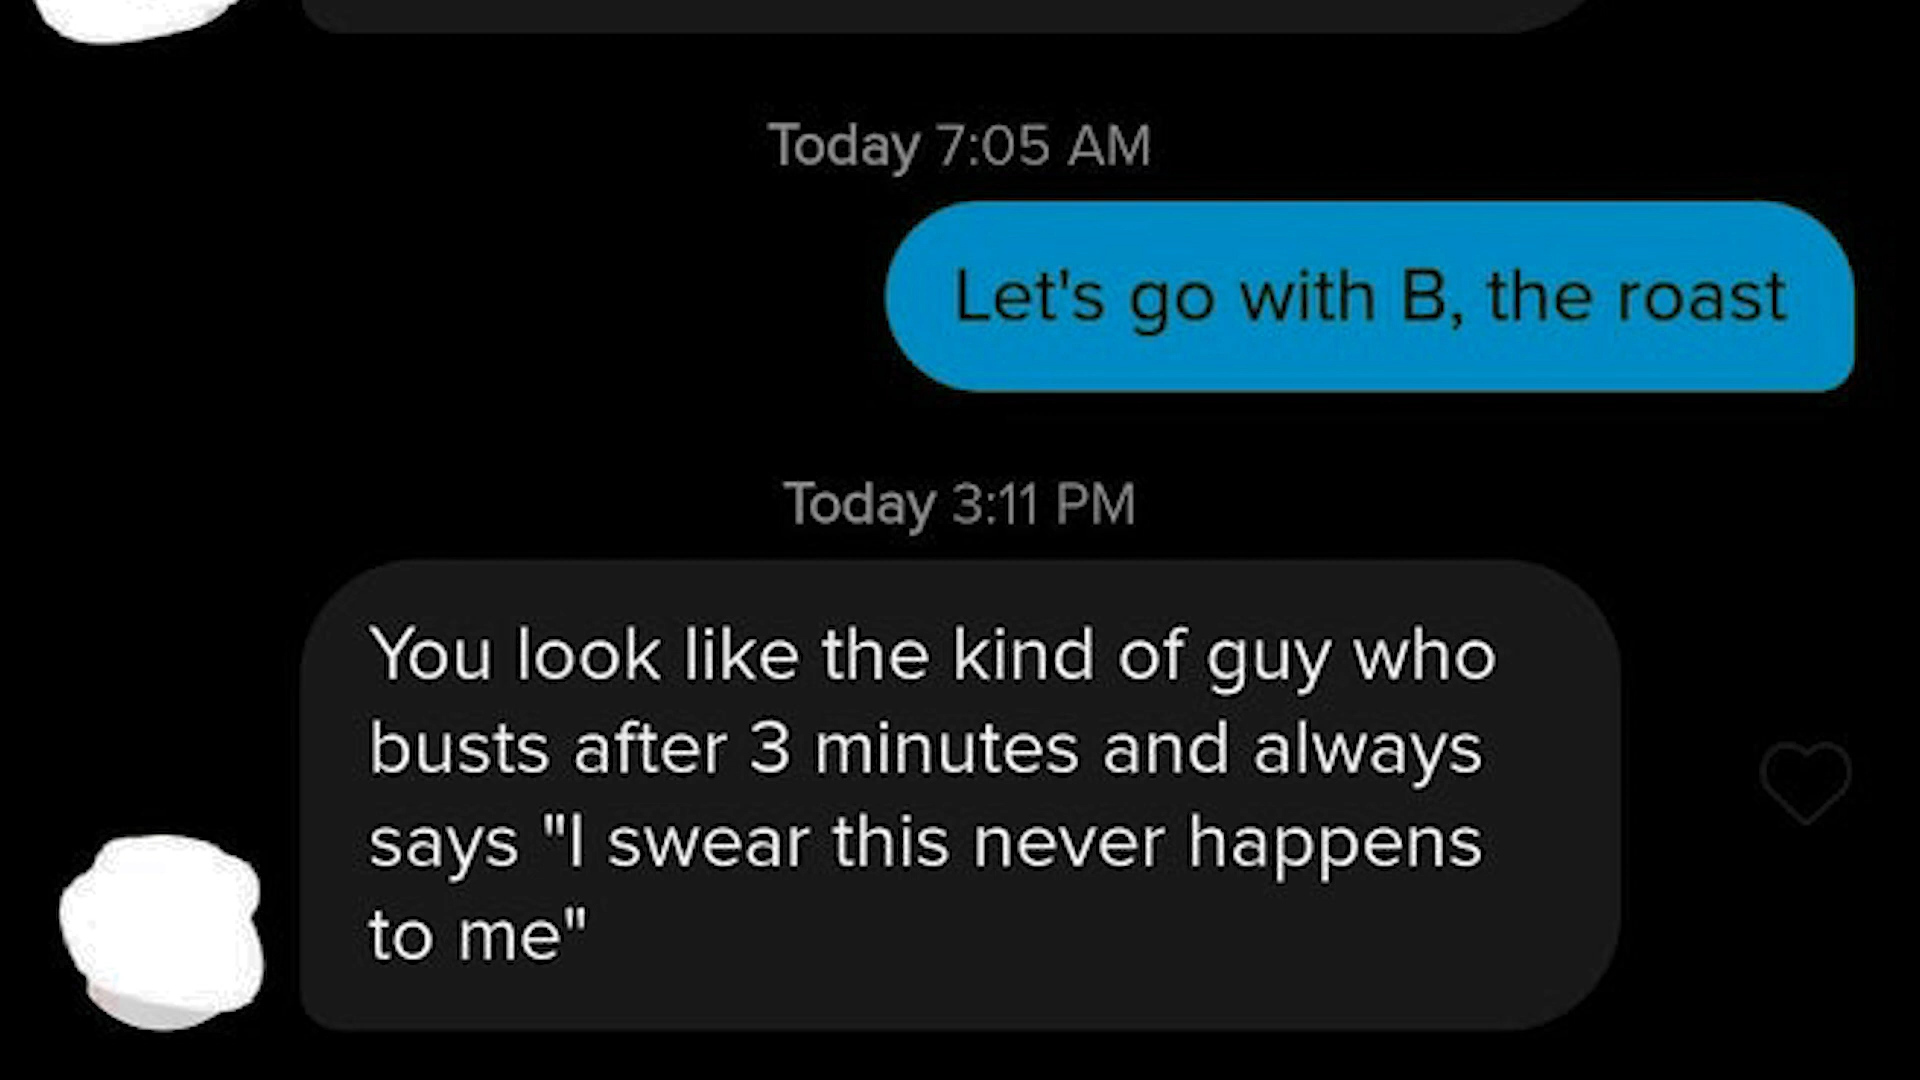 Today 7:05 AM
Let's go with B, the roast
Today 3:11 PM
You look like the kind of guy who
busts after 3 minutes and always
says "I swear this never happens
to me"